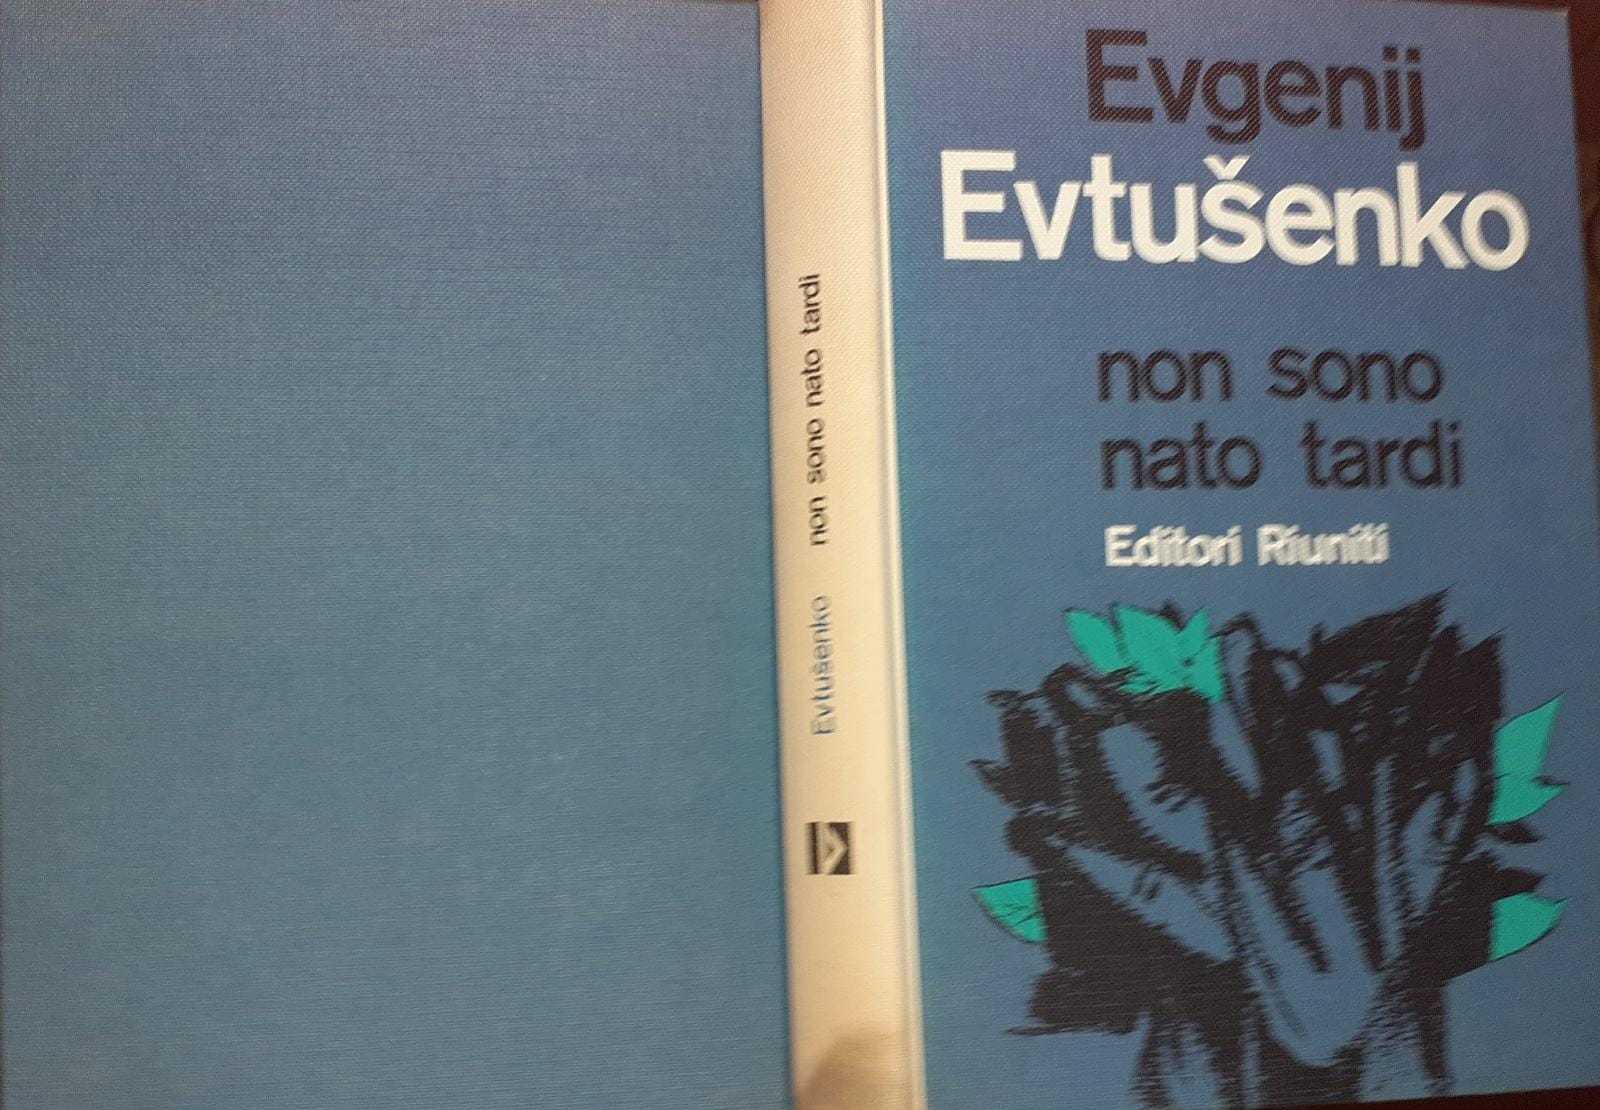 Evtušenko non sono nato tardi
Evgenij
Evtušenko
non sono
nato tardi
Editori Riuniti